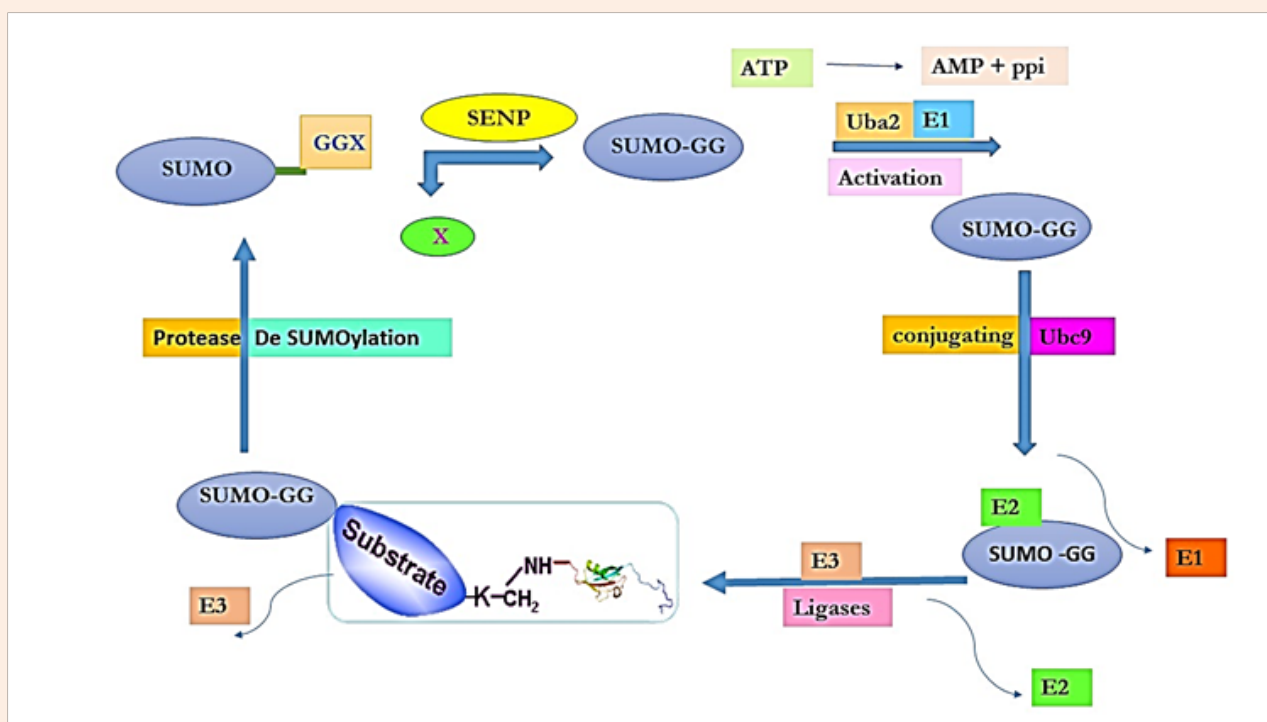 ATP
AMP + ppi
SENP
GGX
SUMO
SUMO-GG
Uba2 E1
Activation
X
SUMO-GG
Protease De SUMOylation
conjugating Ubc9
SUMO-GG
Substrate
K
CH2
NH
E3
E2
SUMO -GG
E1
E3
Ligases
E2